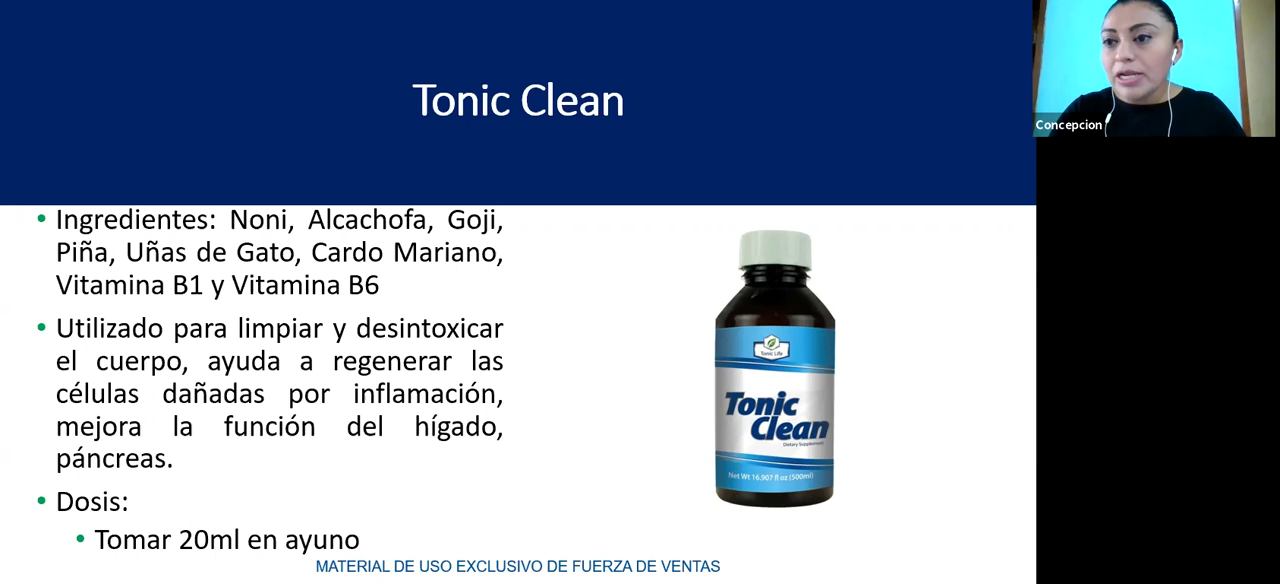 Tonic Clean
Concepcion
• Ingredientes: Noni, Alcachofa, Goji,
Piña, Uñas de Gato, Cardo Mariano,
Vitamina B1 y Vitamina B6
• Utilizado para limpiar y desintoxicar
el cuerpo, ayuda a regenerar las
células dañadas por inflamación,
mejora la función del hígado,
páncreas.
• Dosis:
• Tomar 20ml en ayuno
Tonic Life
Tonic
Clean
Dietary Supplement
Net Wt 16.907 fl oz (500ml)
MATERIAL DE USO EXCLUSIVO DE FUERZA DE VENTAS